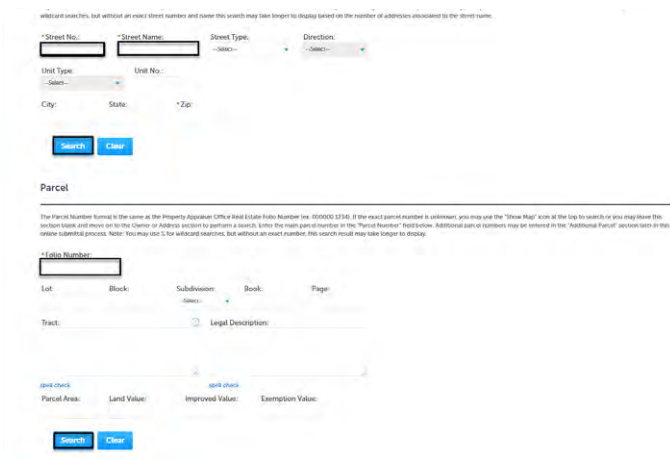 wildcard searches, but without an exact street number and name this search may take longer to display based on the number of addresses associated to the street name.
*Street No.: *Street Name: Street Type: Direction:
--Select-- --Select--
Unit Type: Unit No.:
--Select--
City: State: *Zip:
Search Clear
Parcel
The Parcel Number format is the same as the Property Appraiser Office Real Estate Folio Number (ex. 000000.1234). If the exact parcel number is unknown, you may use the "Show Map" icon at the top to search or you may leave this
section blank and move on to the Owner or Address section to perform a search. Enter the main parcel number in the "Parcel Number" field below. Additional parcel numbers may be entered in the "Additional Parcel" section later in this
online submittal process. Note: You may use % for wildcard searches, but without an exact number, this search result may take longer to display.
*Folio Number:
Lot: Block: Subdivision: Book: Page:
--Select--
Tract: Legal Description:
spell check spell check
Parcel Area: Land Value: Improved Value: Exemption Value:
Search Clear